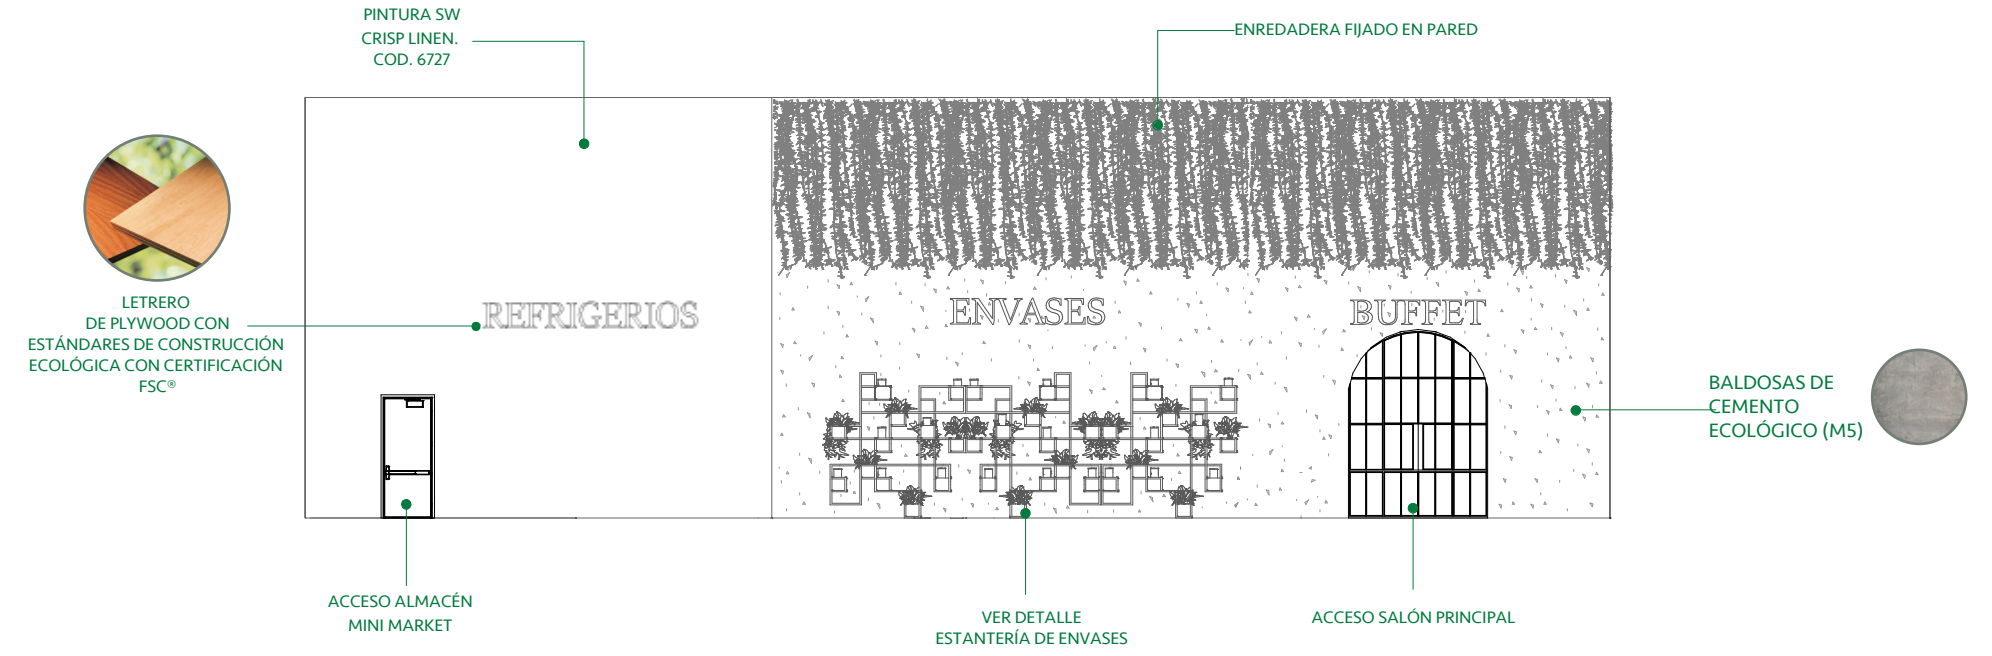 PINTURA SW
CRISP LINEN.
COD. 6727
ENREDADERA FIJADO EN PARED
LETRERO
DE PLYWOOD CON
ESTÁNDARES DE CONSTRUCCIÓN
ECOLÓGICA CON CERTIFICACIÓN
FSC®
REFRIGERIOS
ENVASES
BUFFET
BALDOSAS DE
CEMENTO
ECOLÓGICO (M5)
ACCESO ALMACÉN
MINI MARKET
VER DETALLE
ESTANTERÍA DE ENVASES
ACCESO SALÓN PRINCIPAL